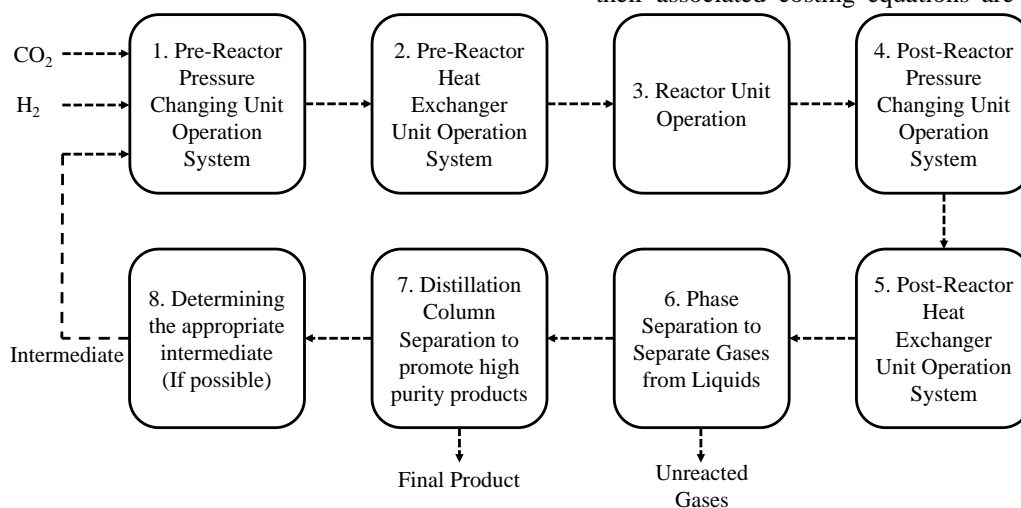 their associated costing equations are
CO2
H2
1. Pre-Reactor
Pressure
Changing Unit
Operation
System
2. Pre-Reactor
Heat
Exchanger
Unit Operation
System
3. Reactor Unit
Operation
4. Post-Reactor
Pressure
Changing Unit
Operation
System
5. Post-Reactor
Heat
Exchanger
Unit Operation
System
6. Phase
Separation to
Separate Gases
from Liquids
7. Distillation
Column
Separation to
promote high
purity products
8. Determining
the appropriate
intermediate
(If possible)
Intermediate
Final Product
Unreacted
Gases